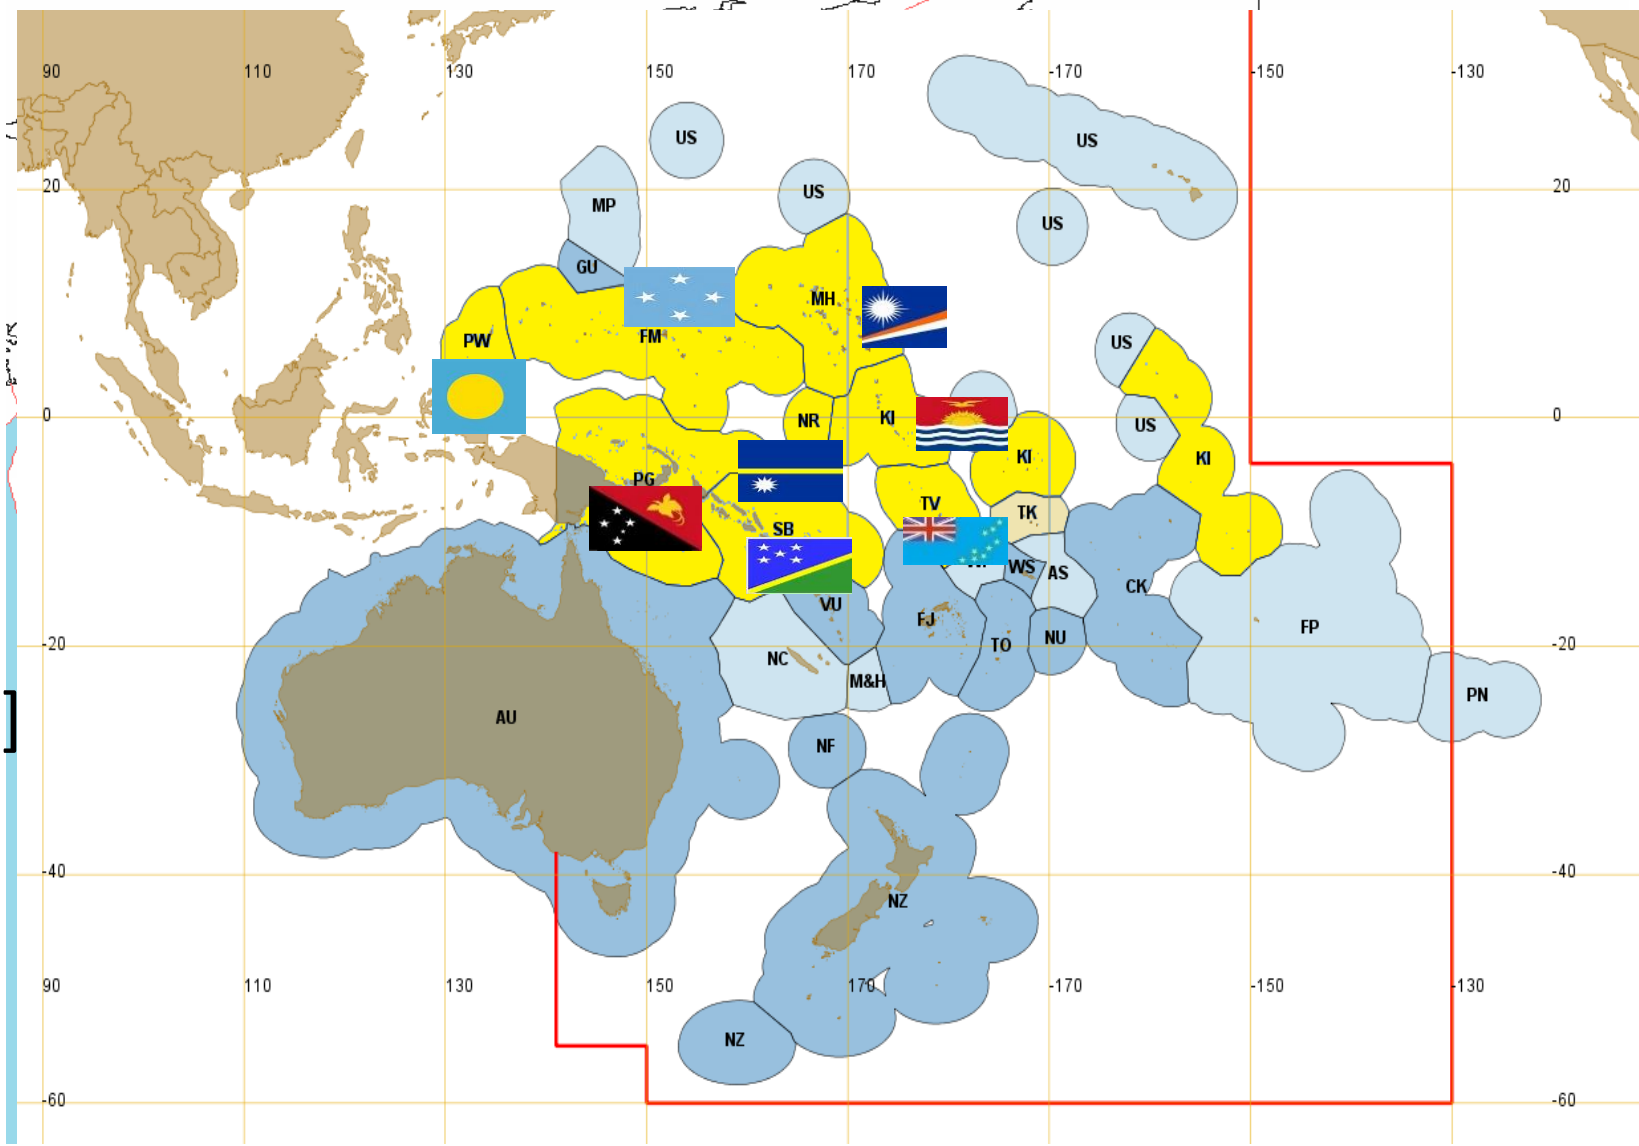 90 110 130 150 170 -170 -150 -130
US
US
20 US 20
MP
US
GU
MH
FM
PW
US
0 0
NR KI
US
KI KI
PG
TV
TK
SB
WS AS
CK
VU
FJ FP
TO NU
-20 -20
NC
M&H
PN
AU
NF
-40 -40
NZ
90 110 130 150 170 -170 -150 -130
NZ
-60 -60
]